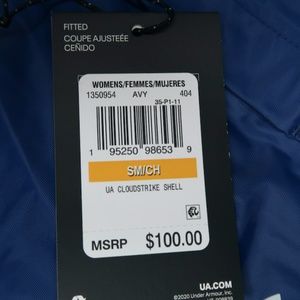 FITTED
COUPE AJUSTÉE
CEÑIDO
WOMENS/FEMMES/MUJERES
1350954 AVY 404
35-P1-11
1 95250 98653 9
SM/CH
UA CLOUDSTRIKE SHELL
MSRP $100.00
UA.COM
©2020 Under Armour, Inc.